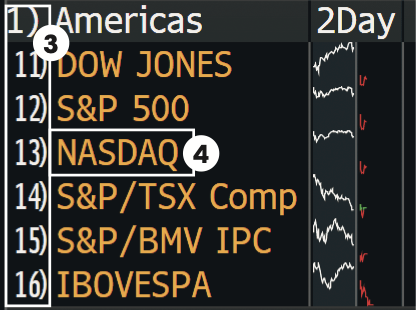 1) Americas 2Day
3
11) DOW JONES
12) S&P 500
13) NASDAQ 4
14) S&P/TSX Comp
15) S&P/BMV IPC
16) IBOVESPA